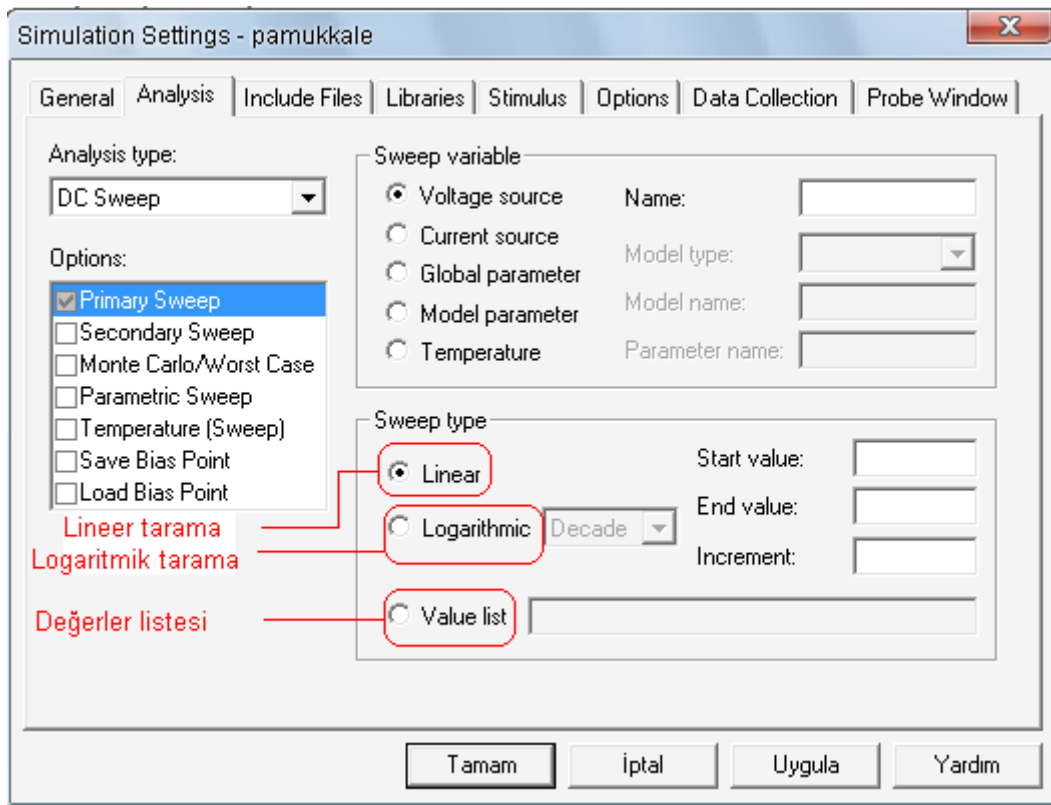 Simulation Settings - pamukkale
General Analysis Include Files Libraries Stimulus Options Data Collection Probe Window
Analysis type:
DC Sweep
Options:
Primary Sweep
Secondary Sweep
Monte Carlo/Worst Case
Parametric Sweep
Temperature (Sweep)
Save Bias Point
Load Bias Point
Lineer tarama
Logaritmik tarama
Değerler listesi
Sweep variable
Voltage source
Current source
Global parameter
Model parameter
Temperature
Name:
Model type:
Model name:
Parameter name:
Sweep type
Linear
Logarithmic Decade
Value list
Start value:
End value:
Increment:
Tamam İptal Uygula Yardım